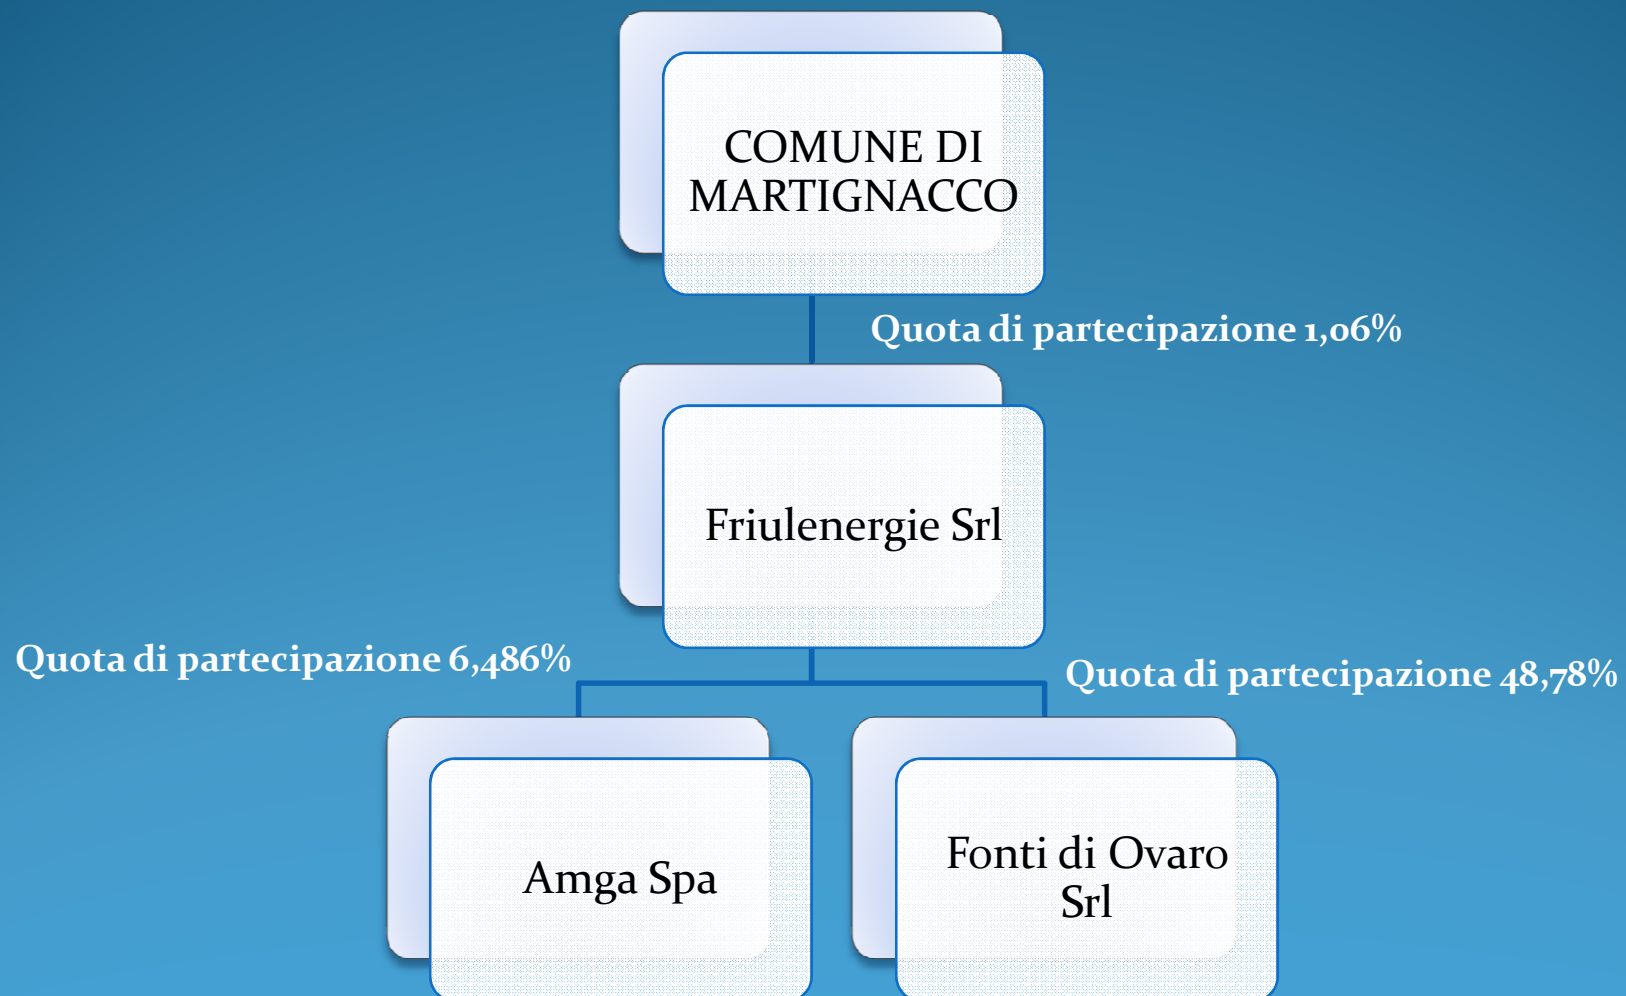 COMUNE DI
MARTIGNACCO
Quota di partecipazione 1,06%
Friulenergie Srl
Quota di partecipazione 6,486%
Quota di partecipazione 48,78%
Amga Spa
Fonti di Ovaro
Srl